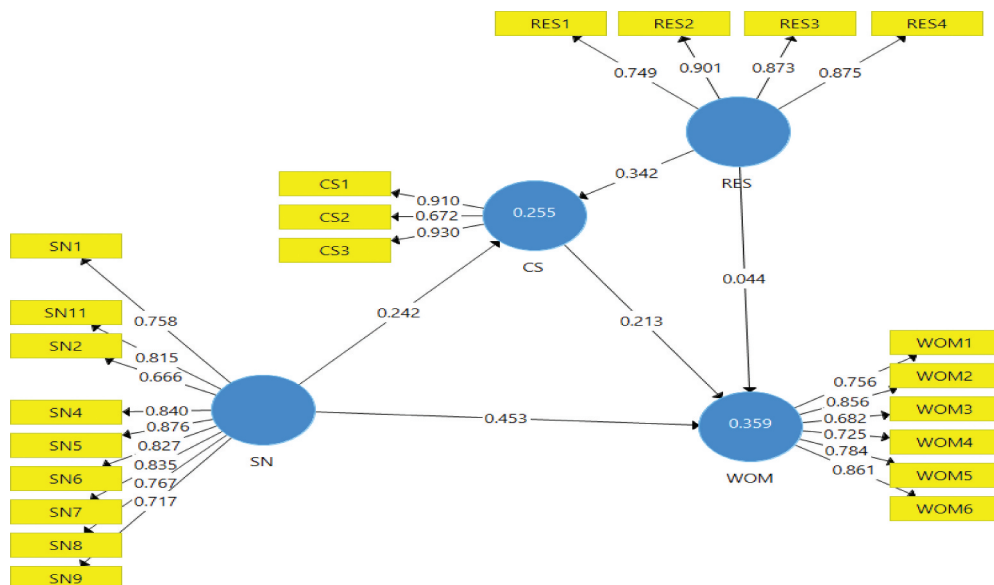 RES1 RES2 RES3 RES4
0.749 0.901 0.873 0.875
RES
0.342
0.044
CS1
CS2
CS3
0.910
0.672
0.930
0.255
CS
0.242
0.213
0.453
SN1
SN11
SN2
SN4
SN5
SN6
SN7
SN8
SN9
0.758
0.815
0.666
0.840
0.876
0.827
0.835
0.767
0.717
SN
0.359
WOM
0.756
0.856
0.682
0.725
0.784
0.861
WOM1
WOM2
WOM3
WOM4
WOM5
WOM6